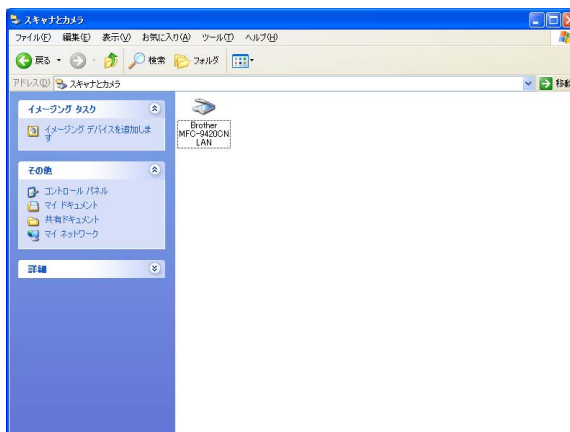 スキャナとカメラ
ファイル(F) 編集(E) 表示(V) お気に入り(A) ツール(T) ヘルプ(H)
戻る 検索 フォルダ
アドレス(D) スキャナとカメラ 移動
イメージング タスク
イメージング デバイスを追加しま
す
Brother
MFC-9420CN
LAN
その他
コントロール パネル
マイ ドキュメント
共有ドキュメント
マイ ネットワーク
詳細